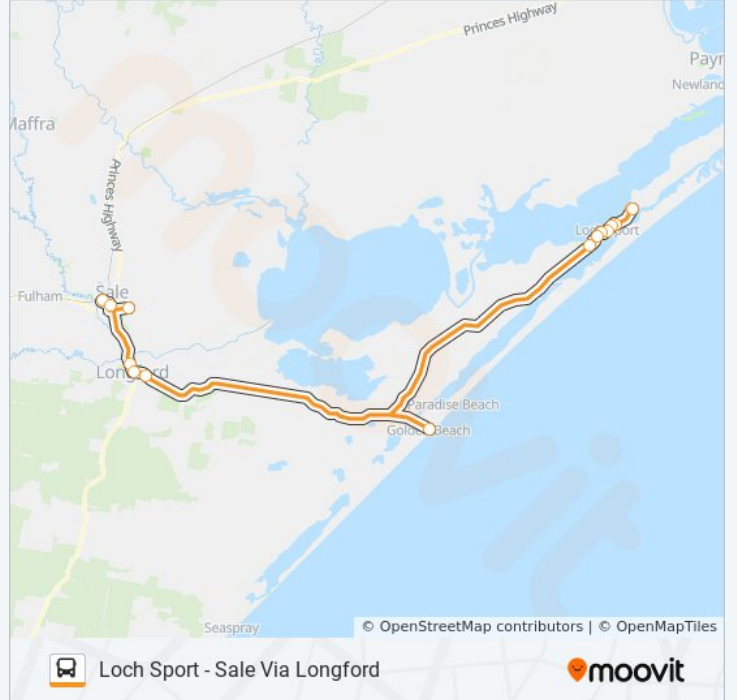 Princes Highway
Payn
Newland
Maffra
Princes Highway
Loch Sport
Sale
Fulham
Longford
Paradise Beach
Golden Beach
moovit
Seaspray
© OpenStreetMap contributors | © OpenMapTiles
Loch Sport - Sale Via Longford
moovit